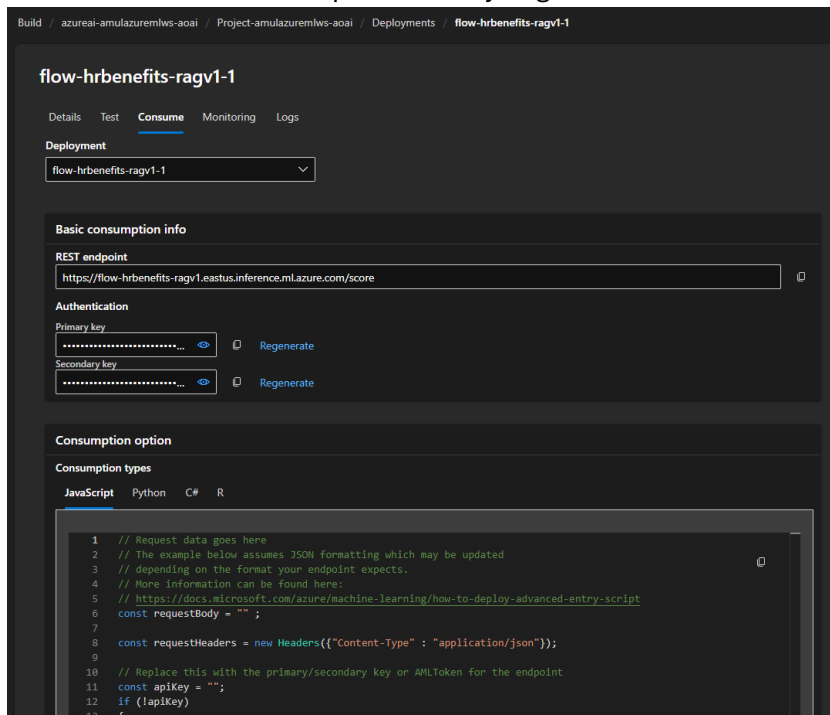 Build / azureai-amulazuremlws-aoai / Project-amulazuremlws-aoai / Deployments / flow-hrbenefits-ragv1-1
flow-hrbenefits-ragv1-1
Details Test Consume Monitoring Logs
Deployment
flow-hrbenefits-ragv1-1
Basic consumption info
REST endpoint
https://flow-hrbenefits-ragv1.eastus.inference.ml.azure.com/score
Authentication
Primary key
••••••••••••••••••••••••••... Regenerate
Secondary key
••••••••••••••••••••••••••... Regenerate
Consumption option
Consumption types
JavaScript Python C# R
1 // Request data goes here
2 // The example below assumes JSON formatting which may be updated
3 // depending on the format your endpoint expects.
4 // More information can be found here:
5 // https://docs.microsoft.com/azure/machine-learning/how-to-deploy-advanced-entry-script
6 const requestBody = "" ;
7
8 const requestHeaders = new Headers({"Content-Type" : "application/json"});
9
10 // Replace this with the primary/secondary key or AMLToken for the endpoint
11 const apiKey = "";
12 if (!apiKey)